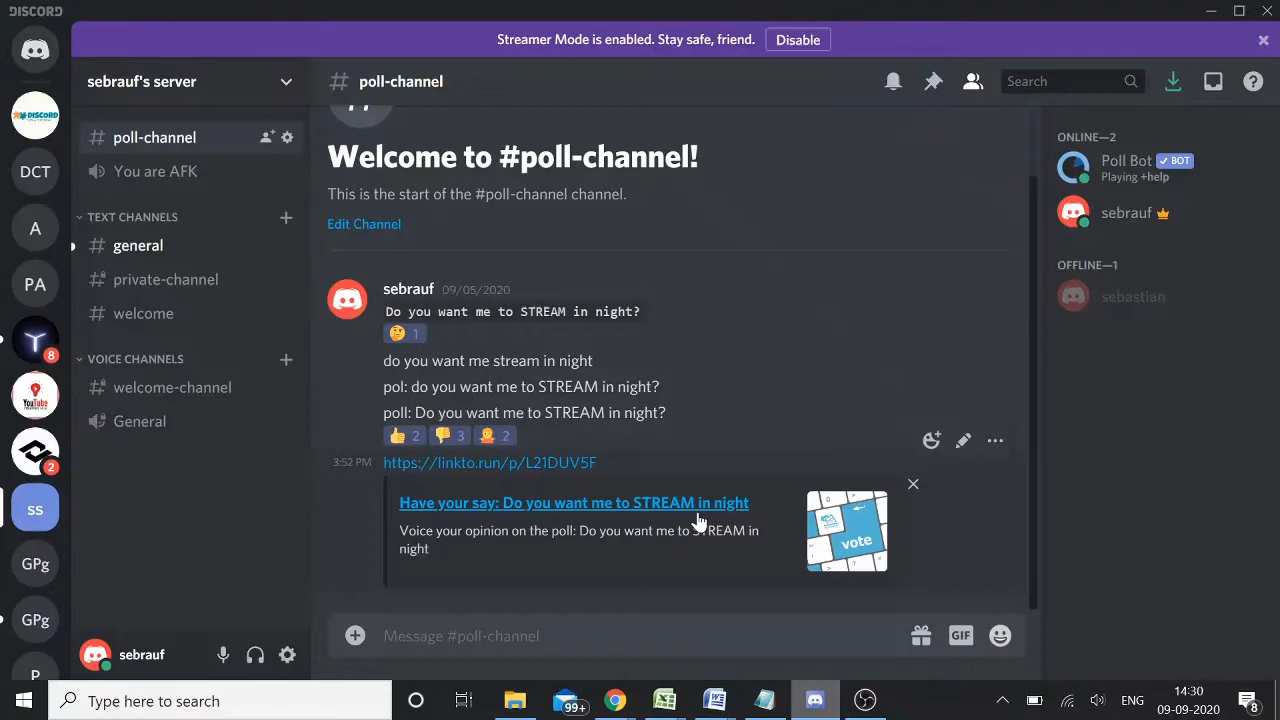 DISCORD
Streamer Mode is enabled. Stay safe, friend.
Disable
sebrauf's server
poll-channel
Search
poll-channel
You are AFK
TEXT CHANNELS
general
private-channel
welcome
VOICE CHANNELS
welcome-channel
General
DISCORD
DCT
A
PA
8
YouTube
2
ss
GPg
GPg
P
Welcome to #poll-channel!
This is the start of the #poll-channel channel.
Edit Channel
sebrauf 09/05/2020
Do you want me to STREAM in night?
1
do you want me stream in night
pol: do you want me to STREAM in night?
poll: Do you want me to STREAM in night?
2 3 2
3:52 PM https://linkto.run/p/L21DUV5F
Have your say: Do you want me to STREAM in night
Voice your opinion on the poll: Do you want me to STREAM in
night
vote
Message #poll-channel
GIF
ONLINE—2
Poll Bot BOT
Playing +help
sebrauf
OFFLINE—1
sebastian
sebrauf
Type here to search
99+
ENG
14:30
09-09-2020
8